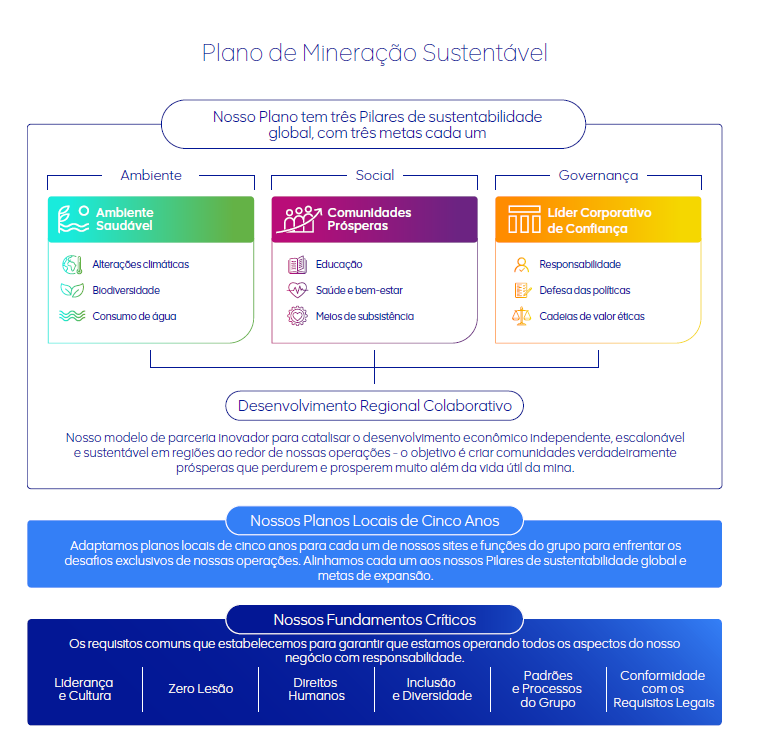 Plano de Mineração Sustentável
Nosso Plano tem três Pilares de sustentabilidade
global, com três metas cada um
Ambiente
Social
Governança
Ambiente
Saudável
Comunidades
Prósperas
Líder Corporativo
de Confiança
Alterações climáticas
Biodiversidade
Consumo de água
Educação
Saúde e bem-estar
Meios de subsistência
Responsabilidade
Defesa das políticas
Cadeias de valor éticas
Desenvolvimento Regional Colaborativo
Nosso modelo de parceria inovador para catalisar o desenvolvimento econômico independente, escalonável
e sustentável em regiões ao redor de nossas operações - o objetivo é criar comunidades verdadeiramente
prósperas que perdurem e prosperem muito além da vida útil da mina.
Nossos Planos Locais de Cinco Anos
Adaptamos planos locais de cinco anos para cada um de nossos sites e funções do grupo para enfrentar os
desafios exclusivos de nossas operações. Alinhamos cada um aos nossos Pilares de sustentabilidade global e
metas de expansão.
Nossos Fundamentos Críticos
Os requisitos comuns que estabelecemos para garantir que estamos operando todos os aspectos do nosso
negócio com responsabilidade.
Liderança
e Cultura
Zero Lesão
Direitos
Humanos
Inclusão
e Diversidade
Padrões
e Processos
do Grupo
Conformidade
com os
Requisitos Legais